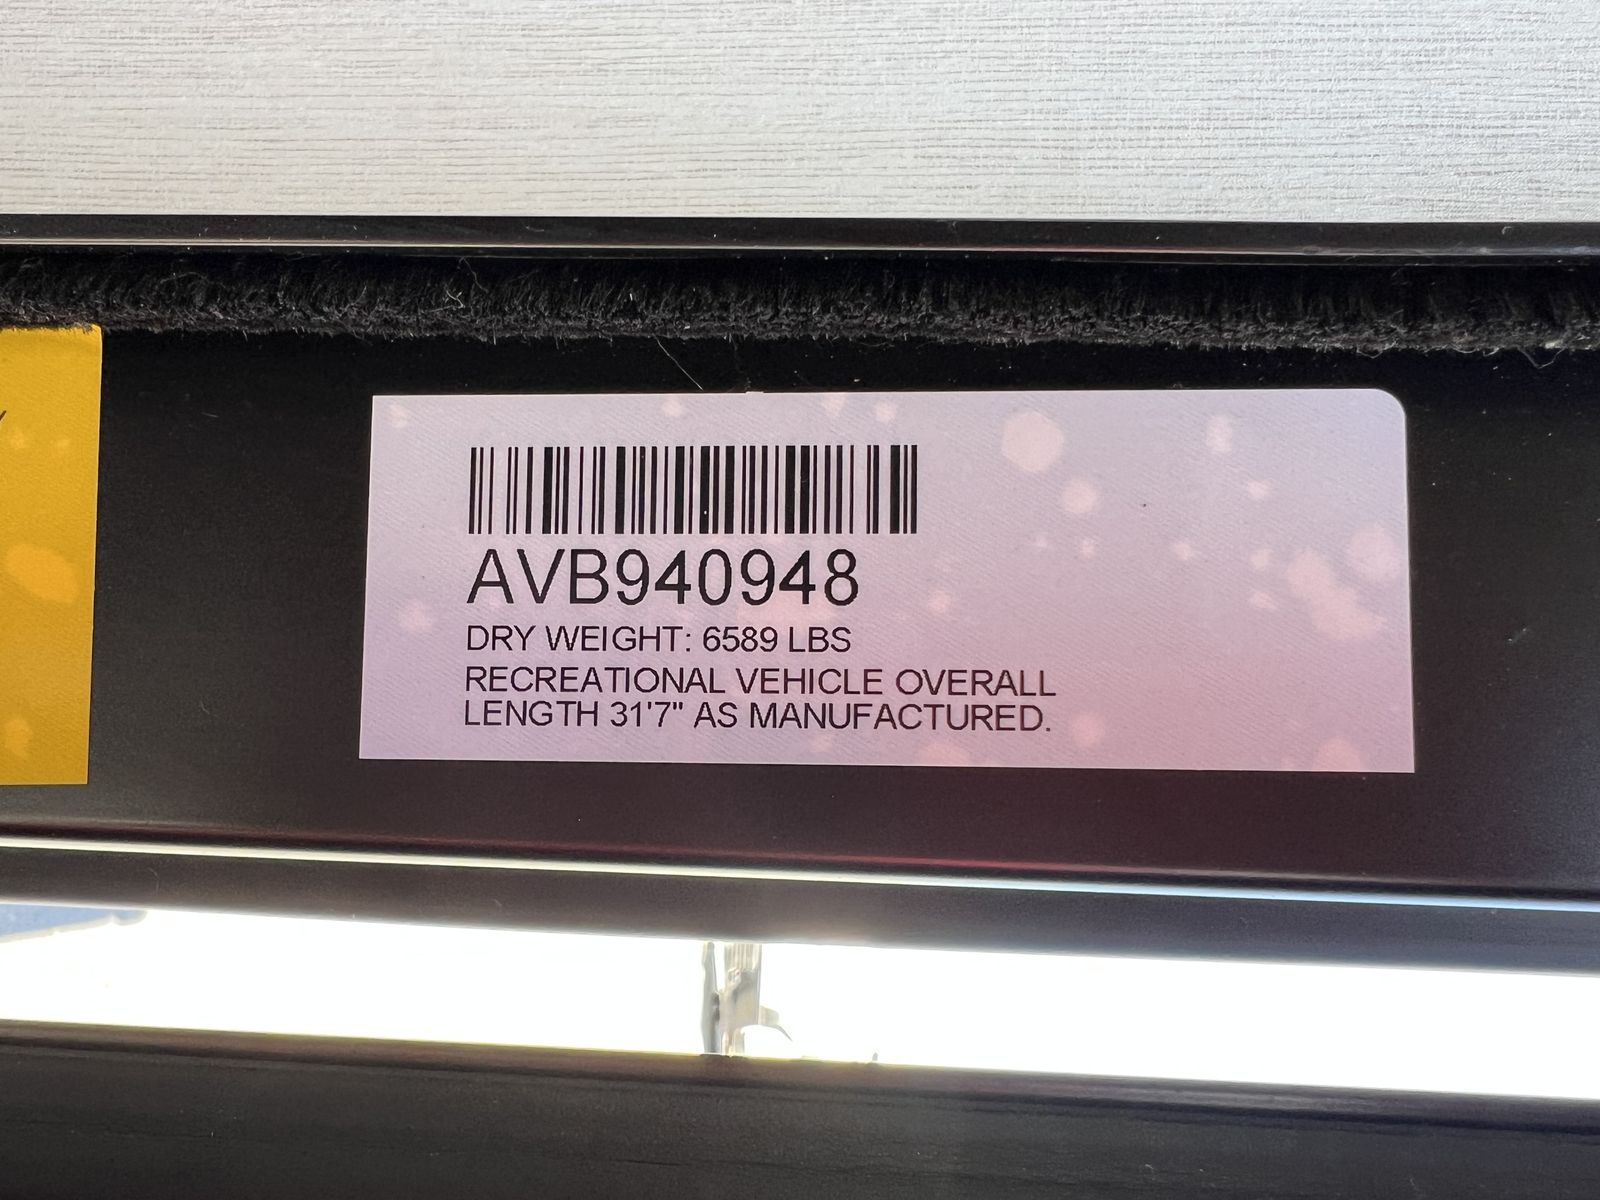 AVB940948
DRY WEIGHT: 6589 LBS
RECREATIONAL VEHICLE OVERALL
LENGTH 31'7" AS MANUFACTURED.